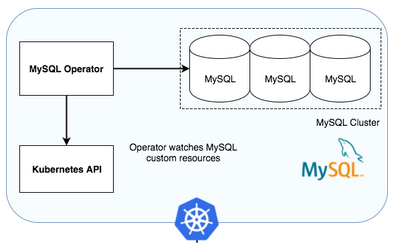 MySQL Operator
MySQL
MySQL
MySQL
MySQL Cluster
Operator watches MySQL
custom resources
Kubernetes API
MySQL